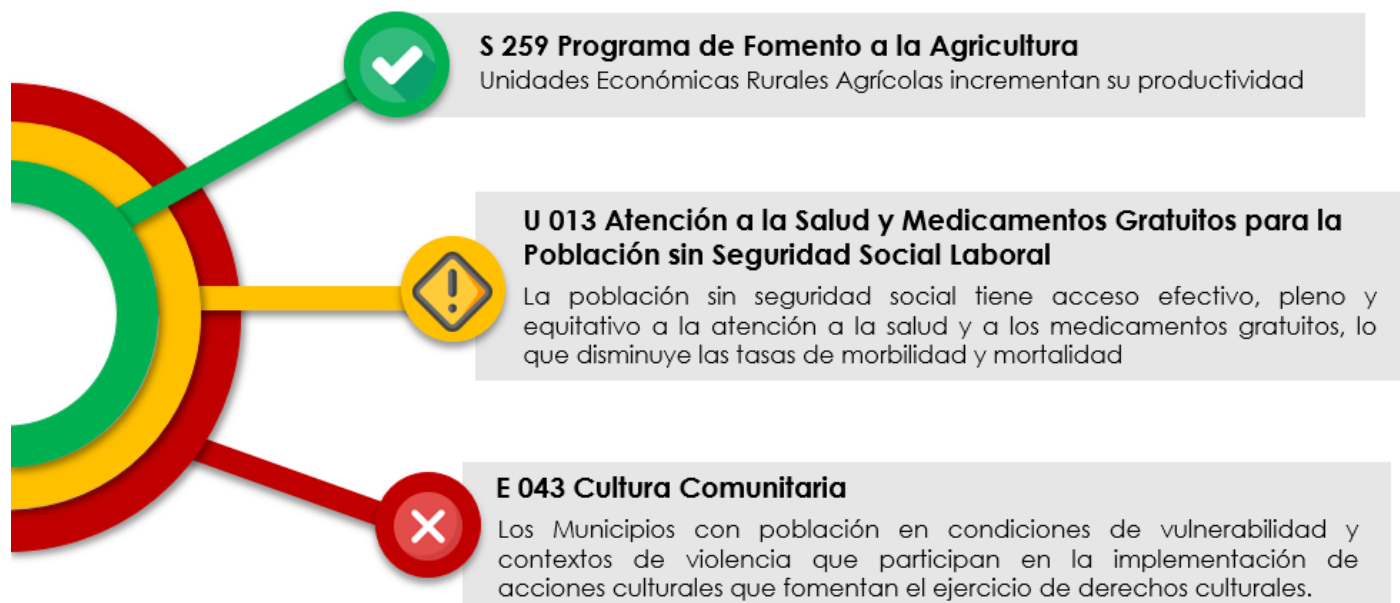 S 259 Programa de Fomento a la Agricultura
Unidades Económicas Rurales Agrícolas incrementan su productividad
U 013 Atención a la Salud y Medicamentos Gratuitos para la
Población sin Seguridad Social Laboral
La población sin seguridad social tiene acceso efectivo, pleno y
equitativo a la atención a la salud y a los medicamentos gratuitos, lo
que disminuye las tasas de morbilidad y mortalidad
E 043 Cultura Comunitaria
Los Municipios con población en condiciones de vulnerabilidad y
contextos de violencia que participan en la implementación de
acciones culturales que fomentan el ejercicio de derechos culturales.